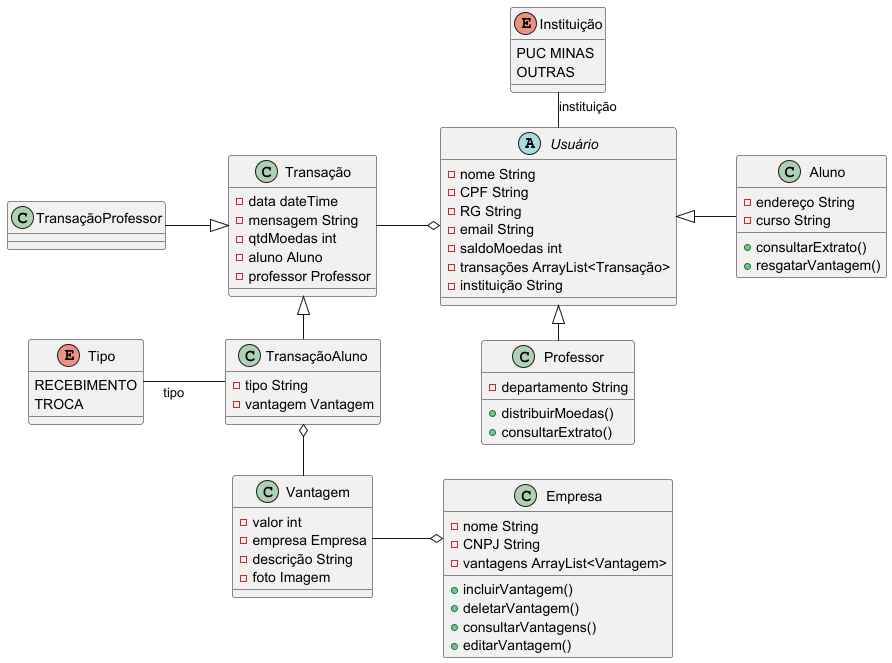 E Instituição
PUC MINAS
OUTRAS
instituição
A Usuário
nome String
CPF String
RG String
email String
saldoMoedas int
transações ArrayList<Transação>
instituição String
C Transação
data dateTime
mensagem String
qtdMoedas int
aluno Aluno
professor Professor
C Aluno
endereço String
curso String
consultarExtrato()
resgatarVantagem()
C TransaçãoProfessor
E Tipo
RECEBIMENTO
TROCA
tipo
C TransaçãoAluno
tipo String
vantagem Vantagem
C Professor
departamento String
distribuirMoedas()
consultarExtrato()
C Vantagem
valor int
empresa Empresa
descrição String
foto Imagem
C Empresa
nome String
CNPJ String
vantagens ArrayList<Vantagem>
incluirVantagem()
deletarVantagem()
consultarVantagens()
editarVantagem()